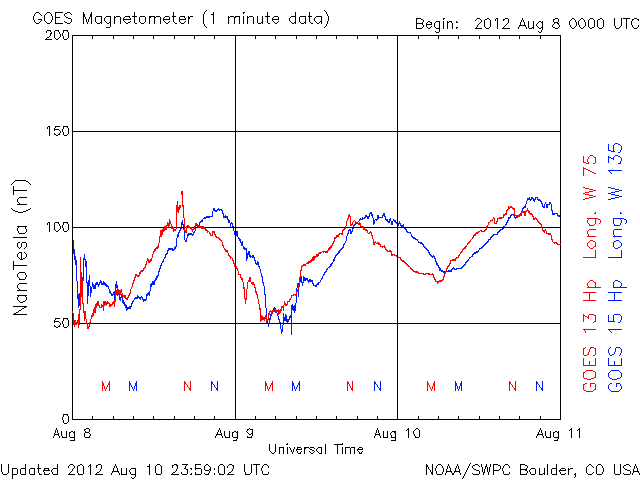 GOES Magnetometer (1 minute data)
Begin: 2012 Aug 8 0000 UTC
200
150
100
50
0
NanoTesla (nT)
M M N N M M N N M M N N
Aug 8 Aug 9 Aug 10 Aug 11
Universal Time
GOES 13 Hp Long. W 75
GOES 15 Hp Long. W 135
Updated 2012 Aug 10 23:59:02 UTC
NOAA/SWPC Boulder, CO USA